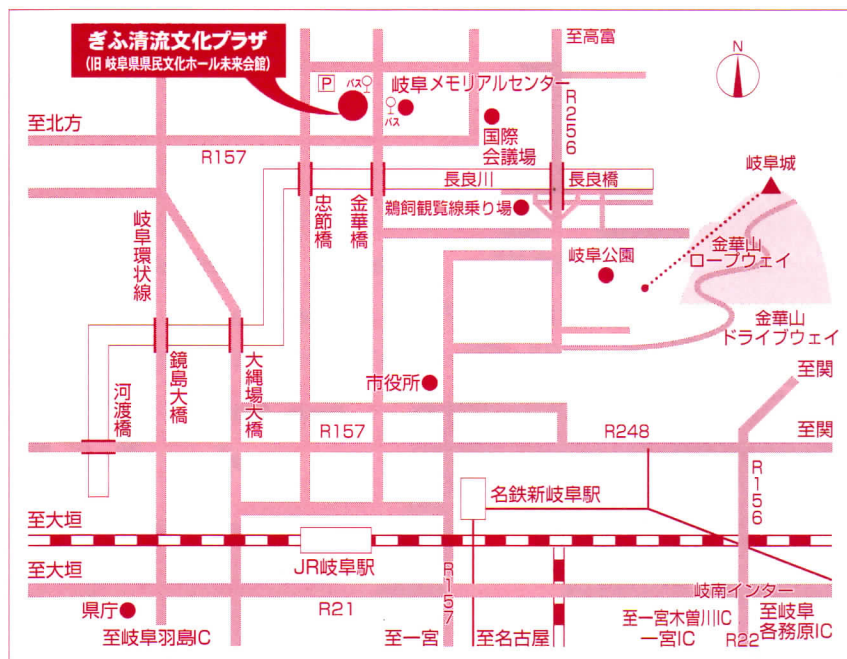 ぎふ清流文化プラザ
(旧 岐阜県県民文化ホール未来会館)
至高富
N
P
バス
バス
岐阜メモリアルセンター
R256
至北方
R157
国際
会議場
長良川
長良橋
岐阜城
忠節橋
金華橋
鵜飼観覧線乗り場
岐阜環状線
岐阜公園
金華山
ロープウェイ
金華山
ドライブウェイ
鏡島大橋
大縄場大橋
河渡橋
市役所
至関
R157
R248
至関
R156
名鉄新岐阜駅
至大垣
JR岐阜駅
至大垣
R157
岐南インター
県庁
R21
至岐阜羽島IC
至一宮
至名古屋
至一宮木曽川IC
一宮IC
R22
至岐阜
各務原IC